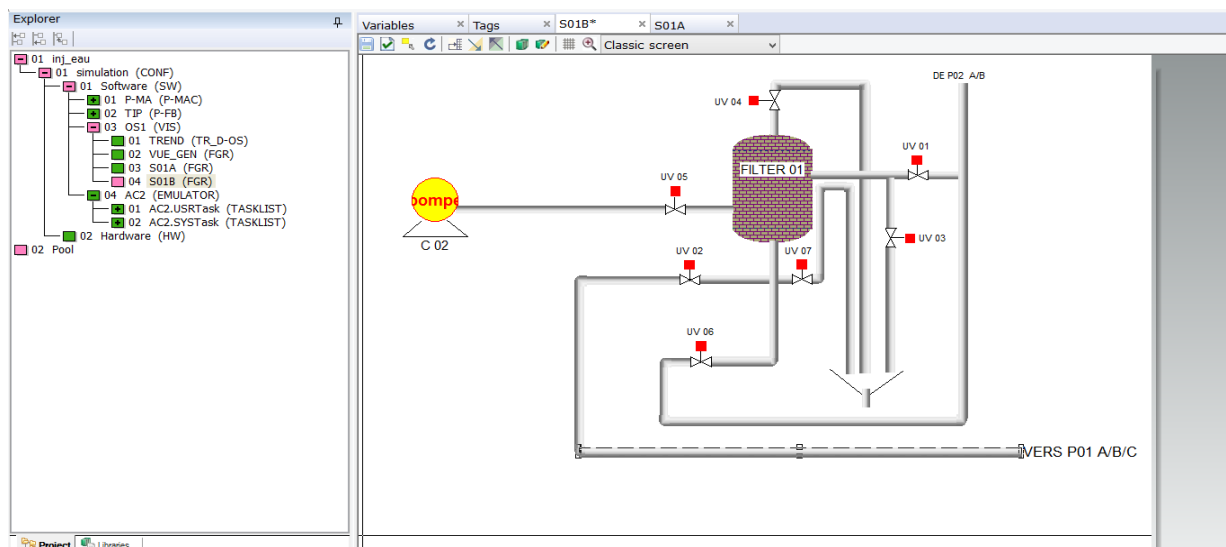 Explorer
01 inj_eau
01 simulation (CONF)
01 Software (SW)
01 P-MA (P-MAC)
02 TIP (P-FB)
03 OS1 (VIS)
01 TREND (TR_D-OS)
02 VUE_GEN (FGR)
03 S01A (FGR)
04 S01B (FGR)
04 AC2 (EMULATOR)
01 AC2.USRTask (TASKLIST)
02 AC2.SYSTask (TASKLIST)
02 Hardware (HW)
02 Pool
Project Libraries
Variables × Tags × S01B* × S01A ×
Classic screen
DE P02 A/B
UV 04
UV 01
FILTER 01
UV 05
pompe
C 02
UV 03
UV 02
UV 07
UV 06
VERS P01 A/B/C